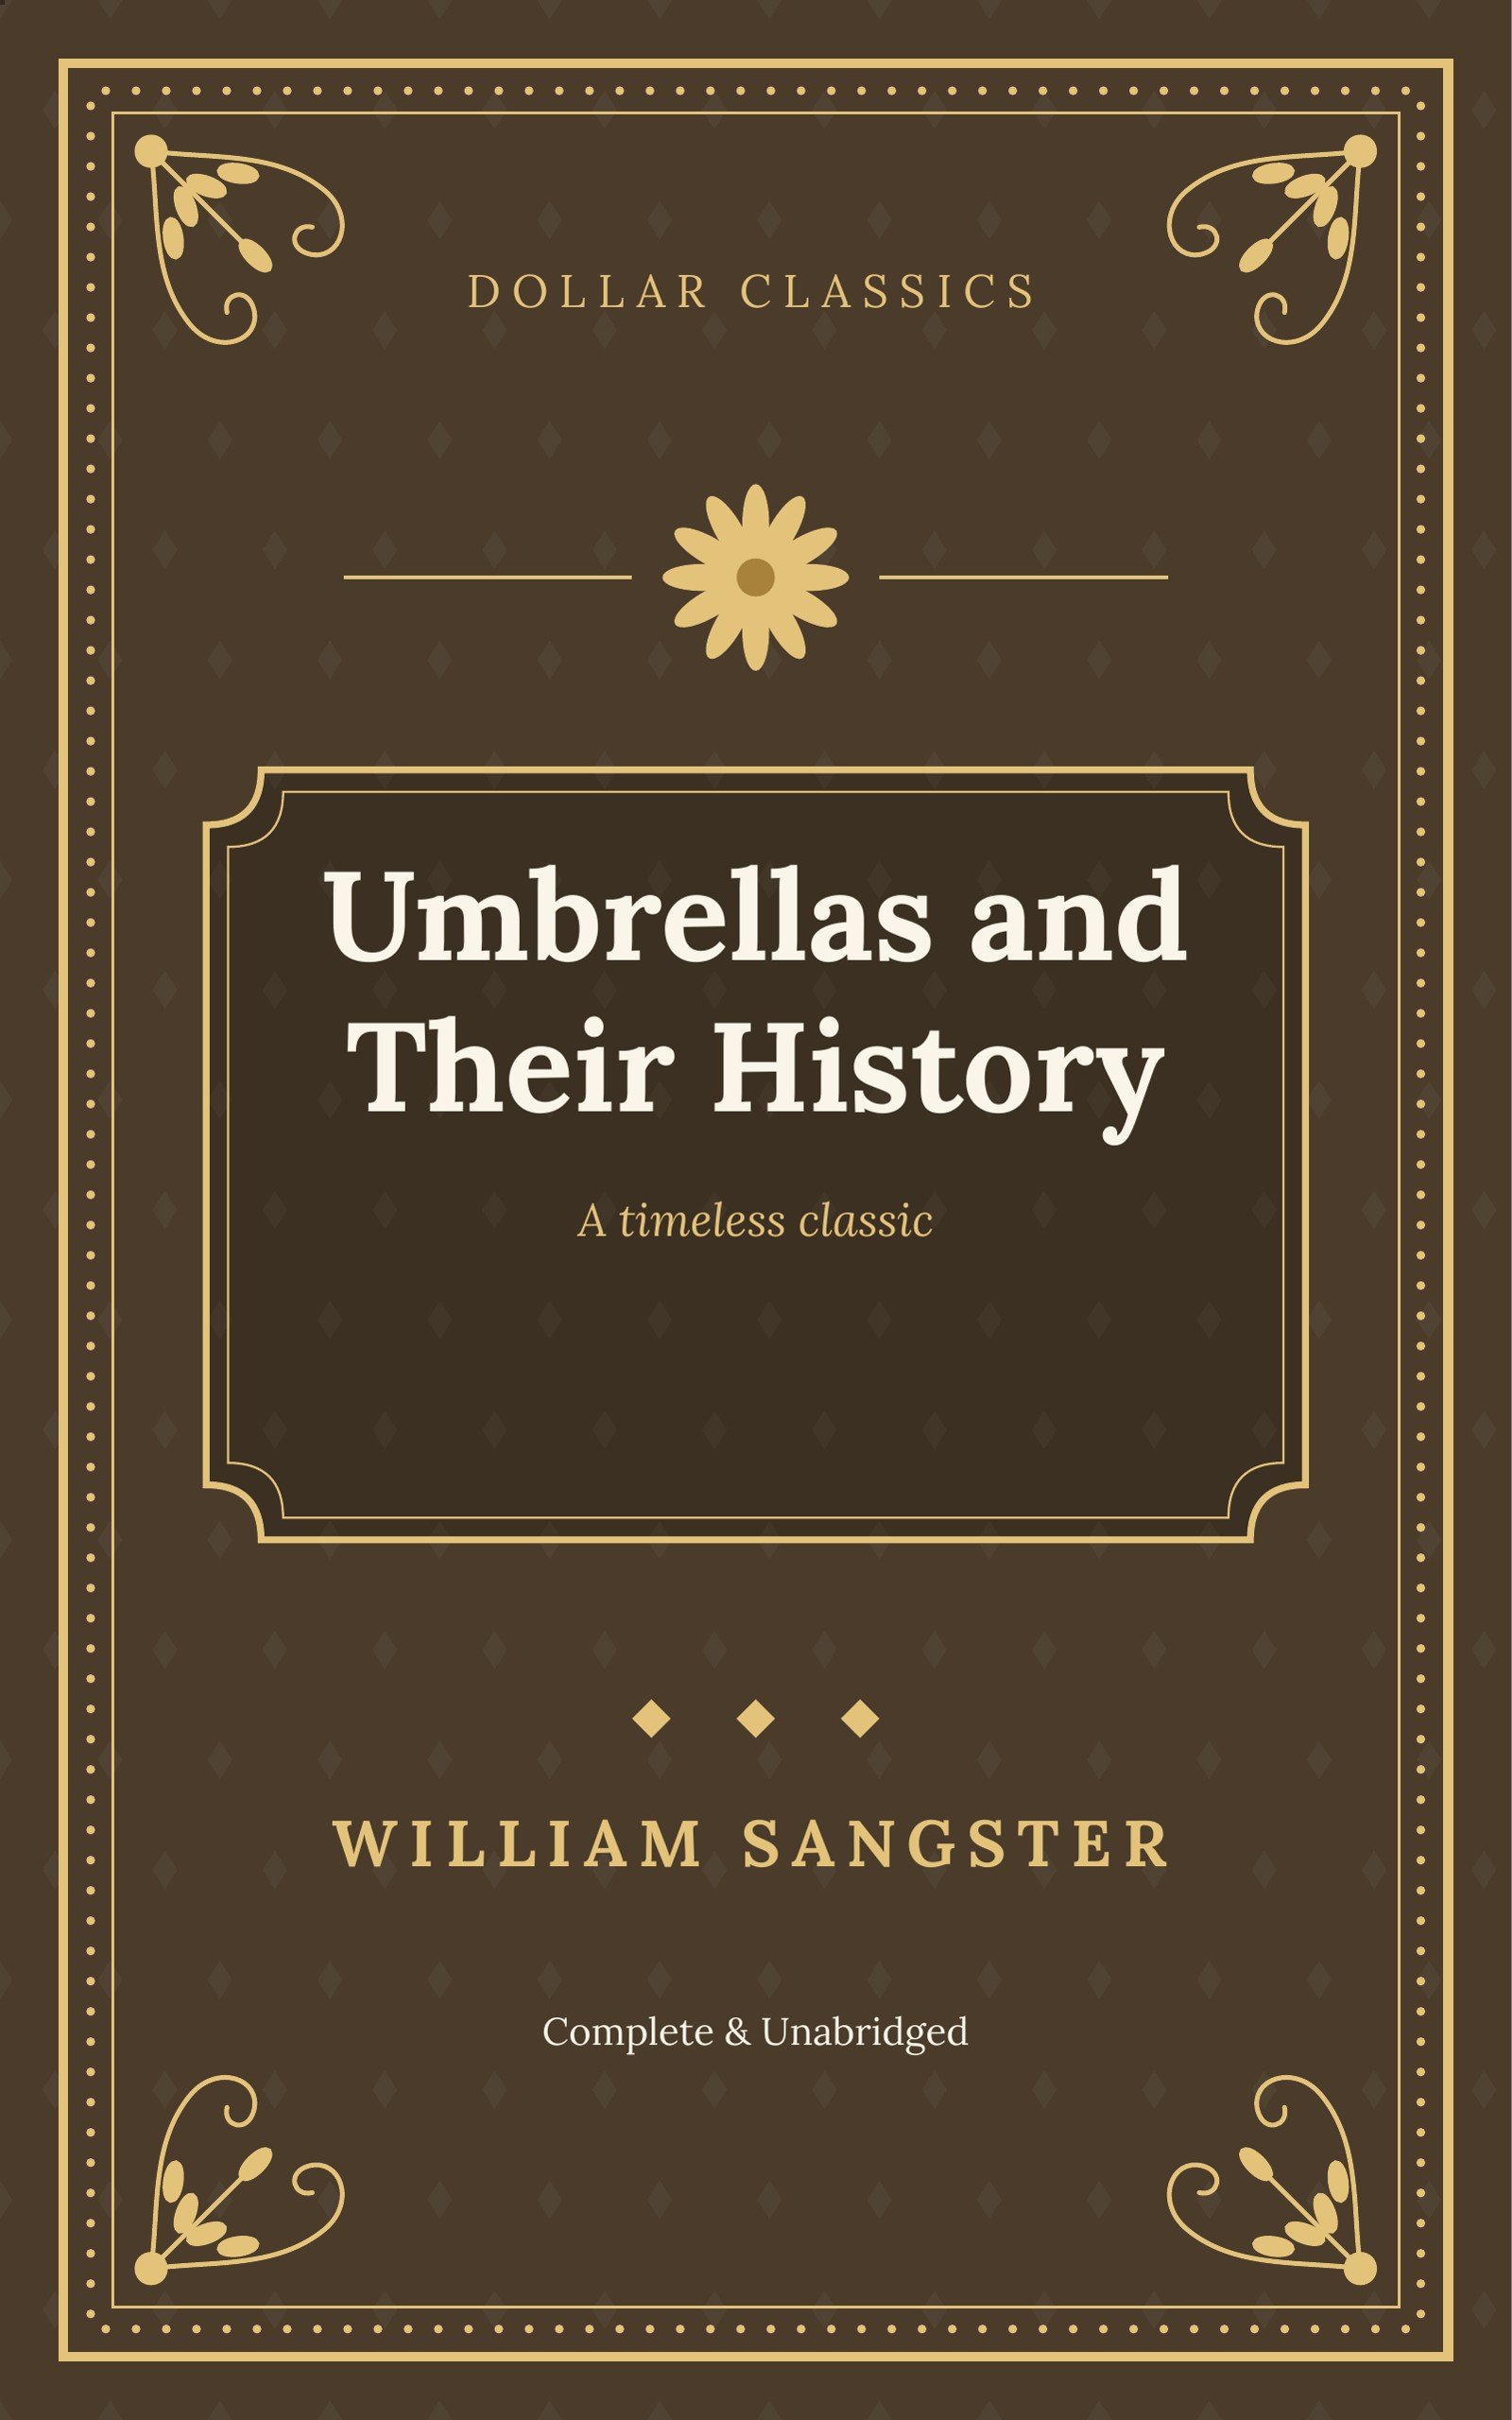 DOLLAR CLASSICS
Umbrellas and
Their History
A timeless classic
WILLIAM SANGSTER
Complete & Unabridged